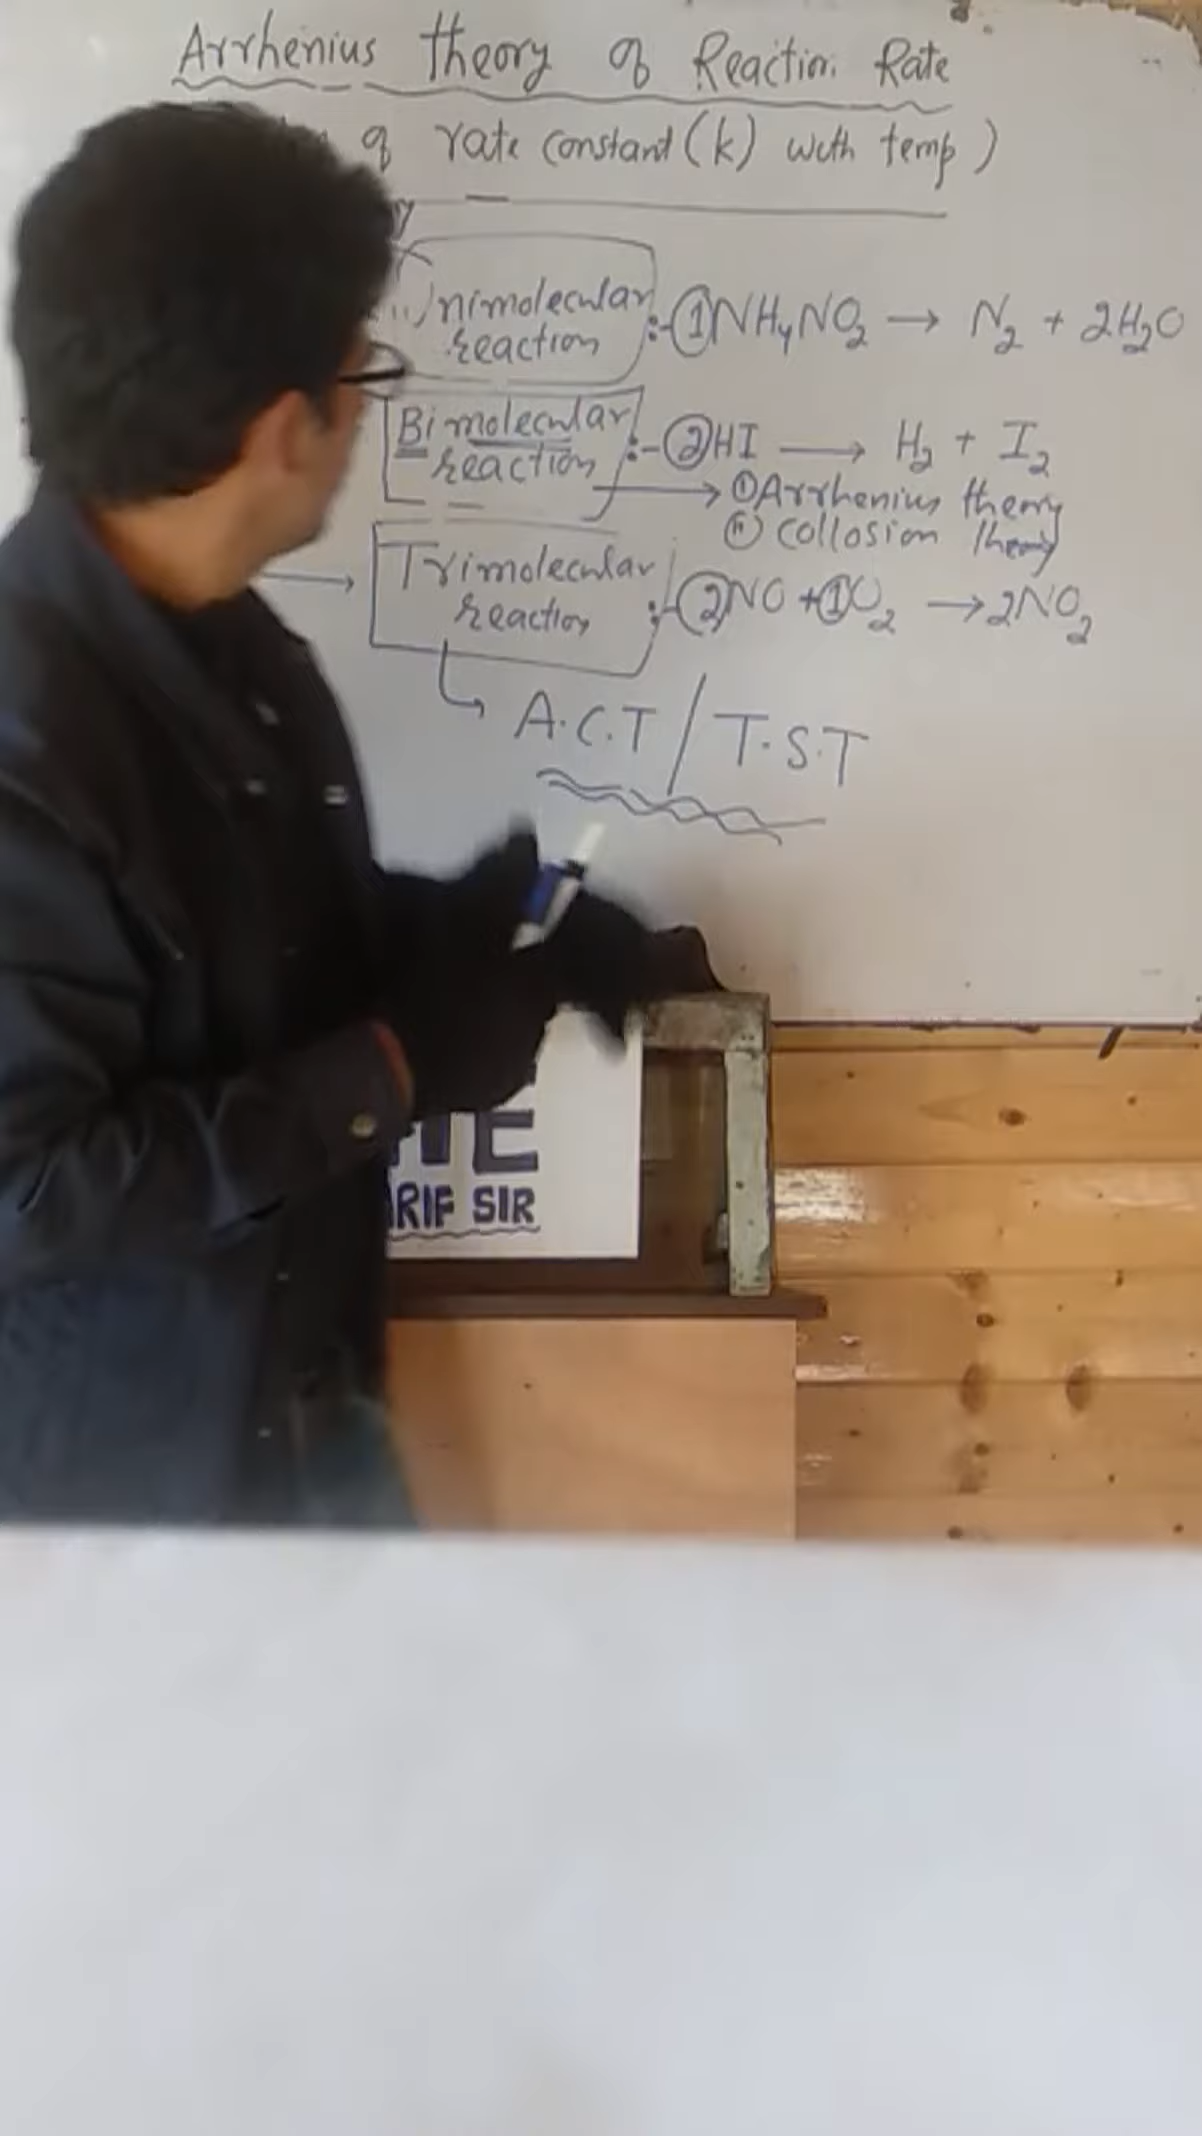 Arrhenius theory of Reaction Rate
of rate constant (k) with temp)
nimolecular reaction :- ①NH4NO2 → N2 + 2H2O
Bimolecular reaction :- ②HI → H2 + I2
→ ①Arrhenius theory
⑪ Collosion theory
→ Trimolecular reaction :- ②NO + ①O2 → 2NO2
A.C.T / T.S.T
RIF SIR